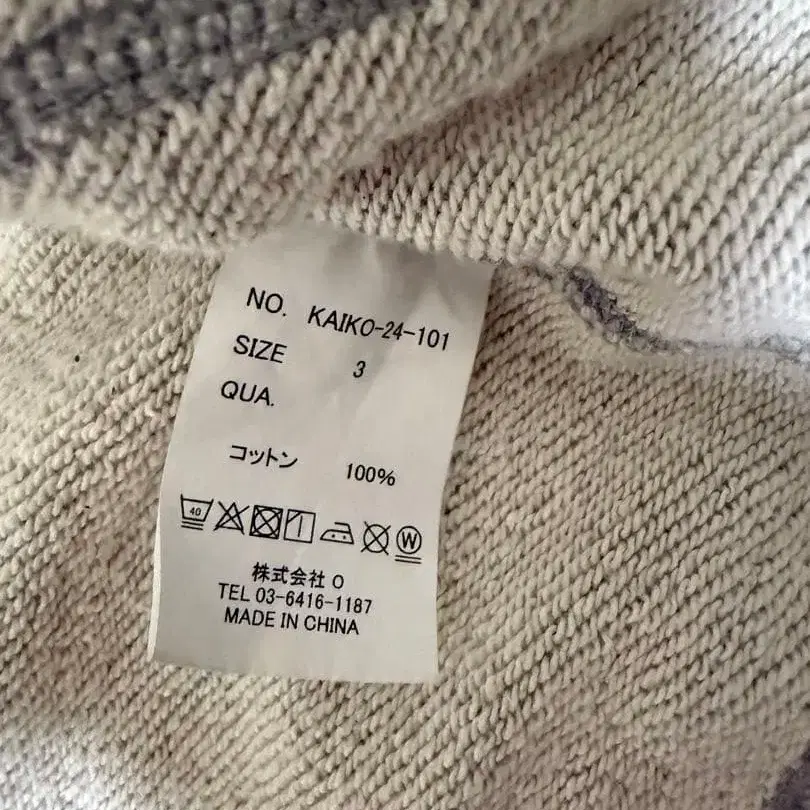 NO. KAIKO-24-101
SIZE 3
QUA.
コットン 100%
40 W
株式会社 O
TEL 03-6416-1187
MADE IN CHINA